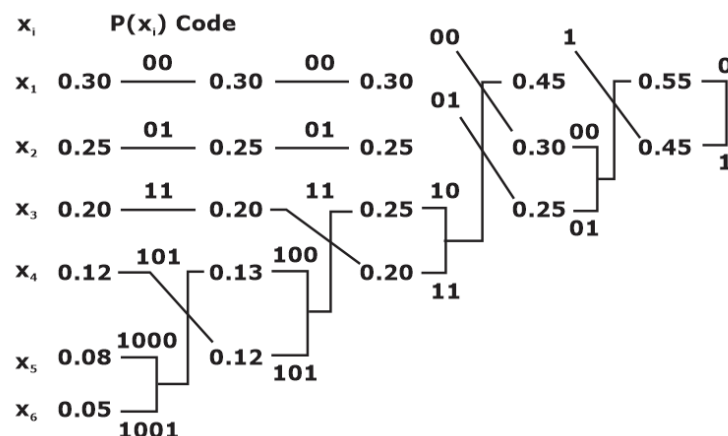 xᵢ P(xᵢ) Code
00 1
x₁ 0.30 00 0.30 00 0.30 0.45 0.55 0
01
x₂ 0.25 01 0.25 01 0.25 0.30 00 0.45 1
x₃ 0.20 11 0.20 11 0.25 10 0.25 01
x₄ 0.12 101 0.13 100 0.20 11
x₅ 0.08 1000 0.12 101
x₆ 0.05 1001